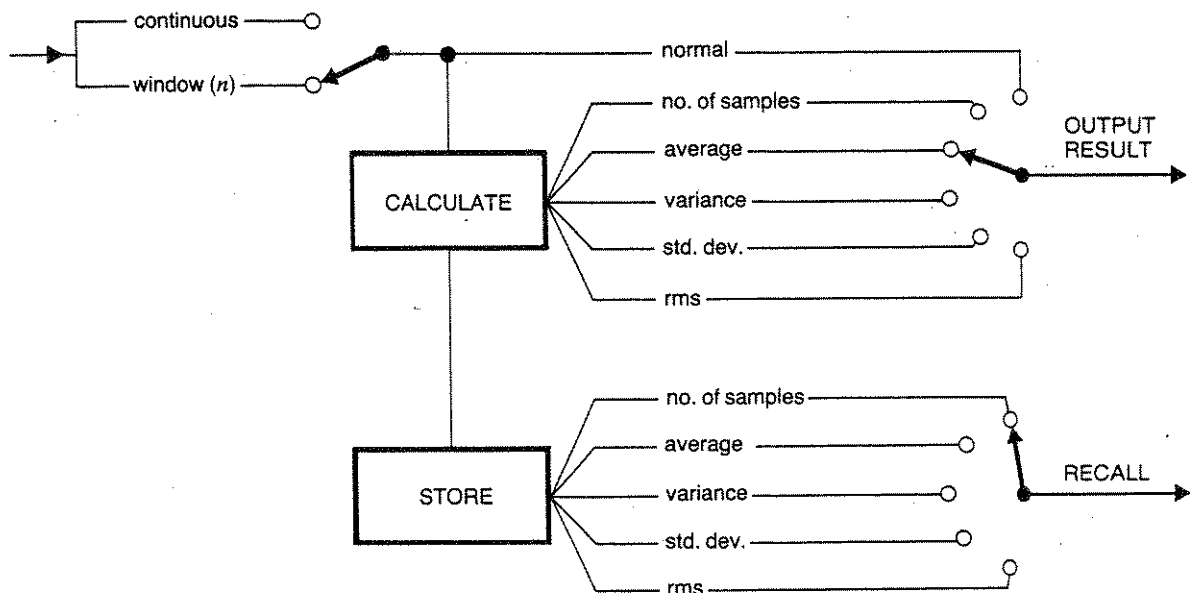 continuous
window (n)
normal
no. of samples
average
variance
std. dev.
rms
CALCULATE
OUTPUT
RESULT
no. of samples
average
variance
std. dev.
rms
STORE
RECALL